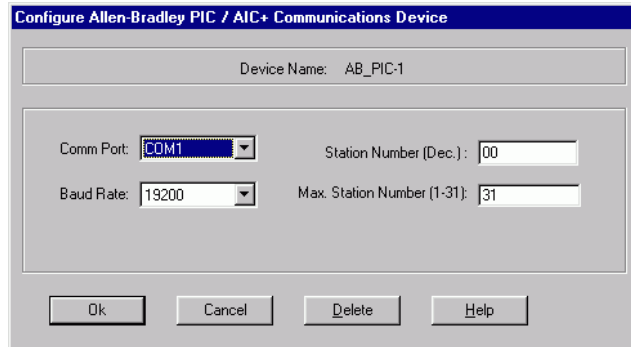 Configure Allen-Bradley PIC / AIC+ Communications Device
Device Name: AB_PIC-1
Comm Port: COM1
Station Number (Dec.) : 00
Baud Rate: 19200
Max. Station Number (1-31): 31
Ok Cancel Delete Help